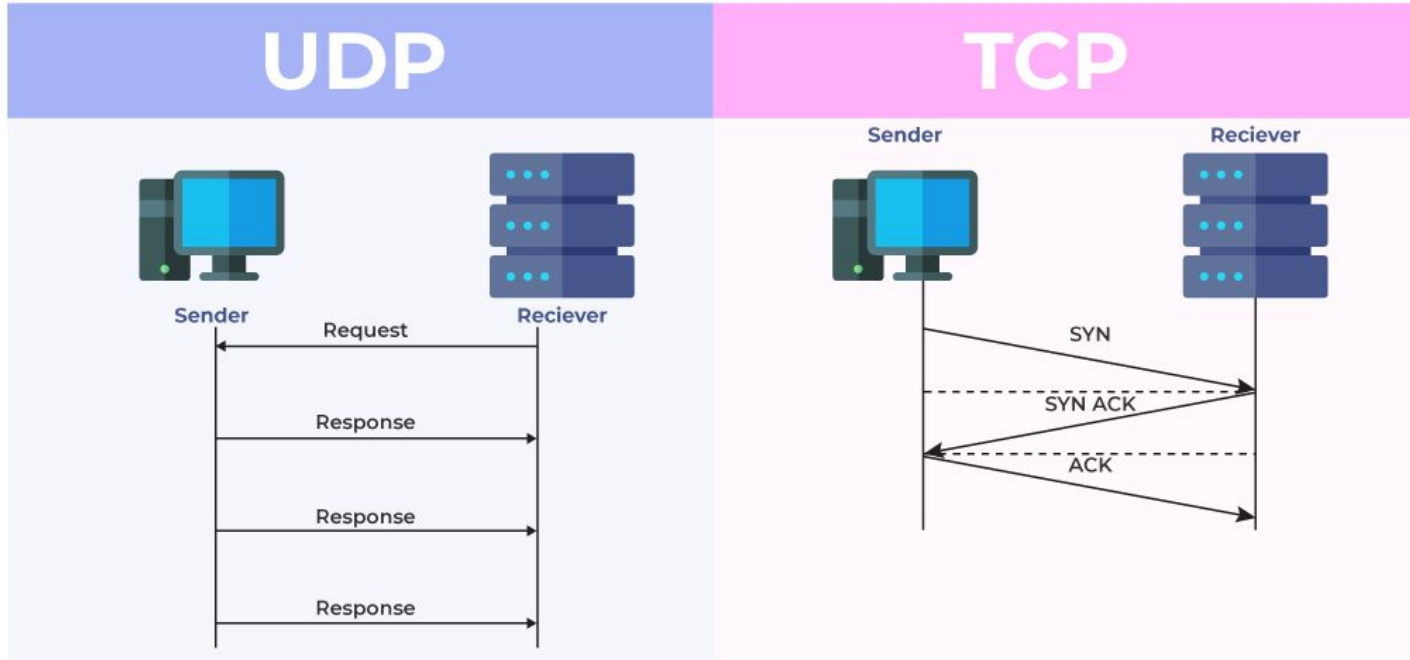 UDP
TCP
Sender
Reciever
Request
Response
Response
Response
Sender
Reciever
SYN
SYN ACK
ACK